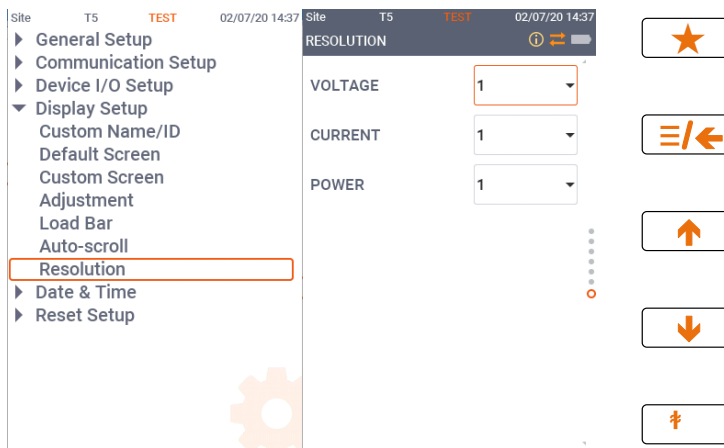 Site T5 TEST 02/07/20 14:37
General Setup
Communication Setup
Device I/O Setup
Display Setup
Custom Name/ID
Default Screen
Custom Screen
Adjustment
Load Bar
Auto-scroll
Resolution
Date & Time
Reset Setup
Site T5 TEST 02/07/20 14:37
RESOLUTION
VOLTAGE 1
CURRENT 1
POWER 1